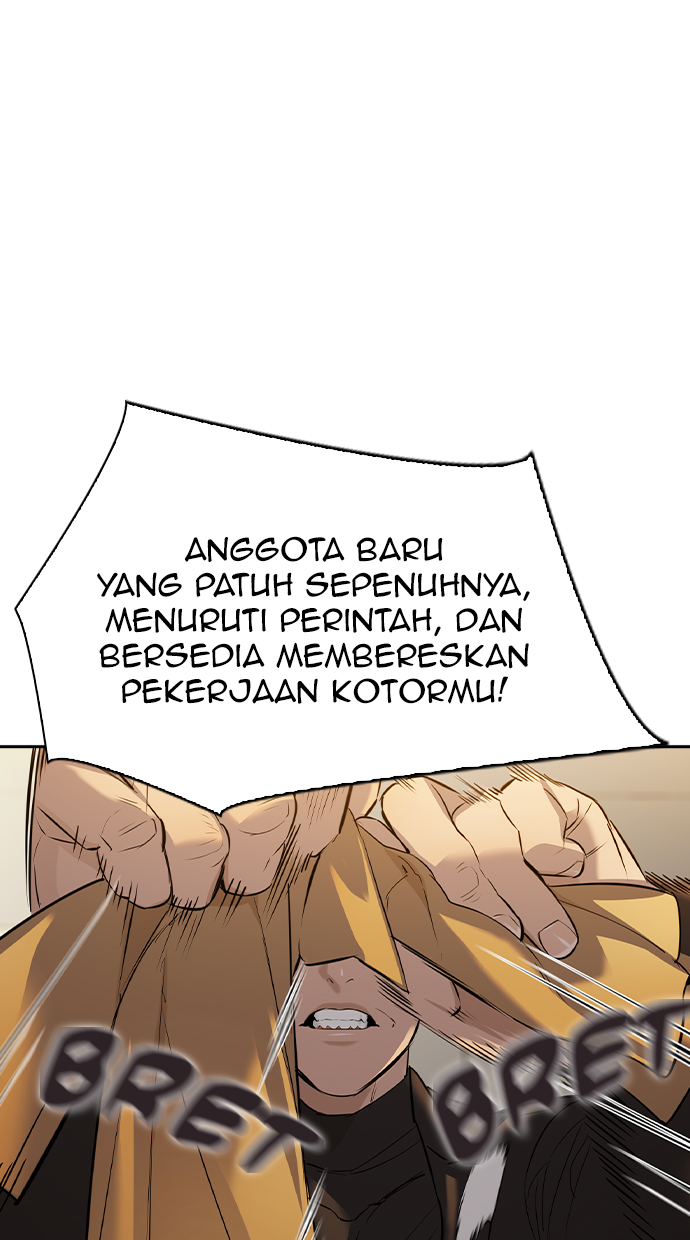 ANGGOTA BARU
YANG PATUH SEPENUHNYA,
MENURUTI PERINTAH, DAN
BERSEDIA MEMBERESKAN
PEKERJAAN KOTORMU!
BRET
BRET